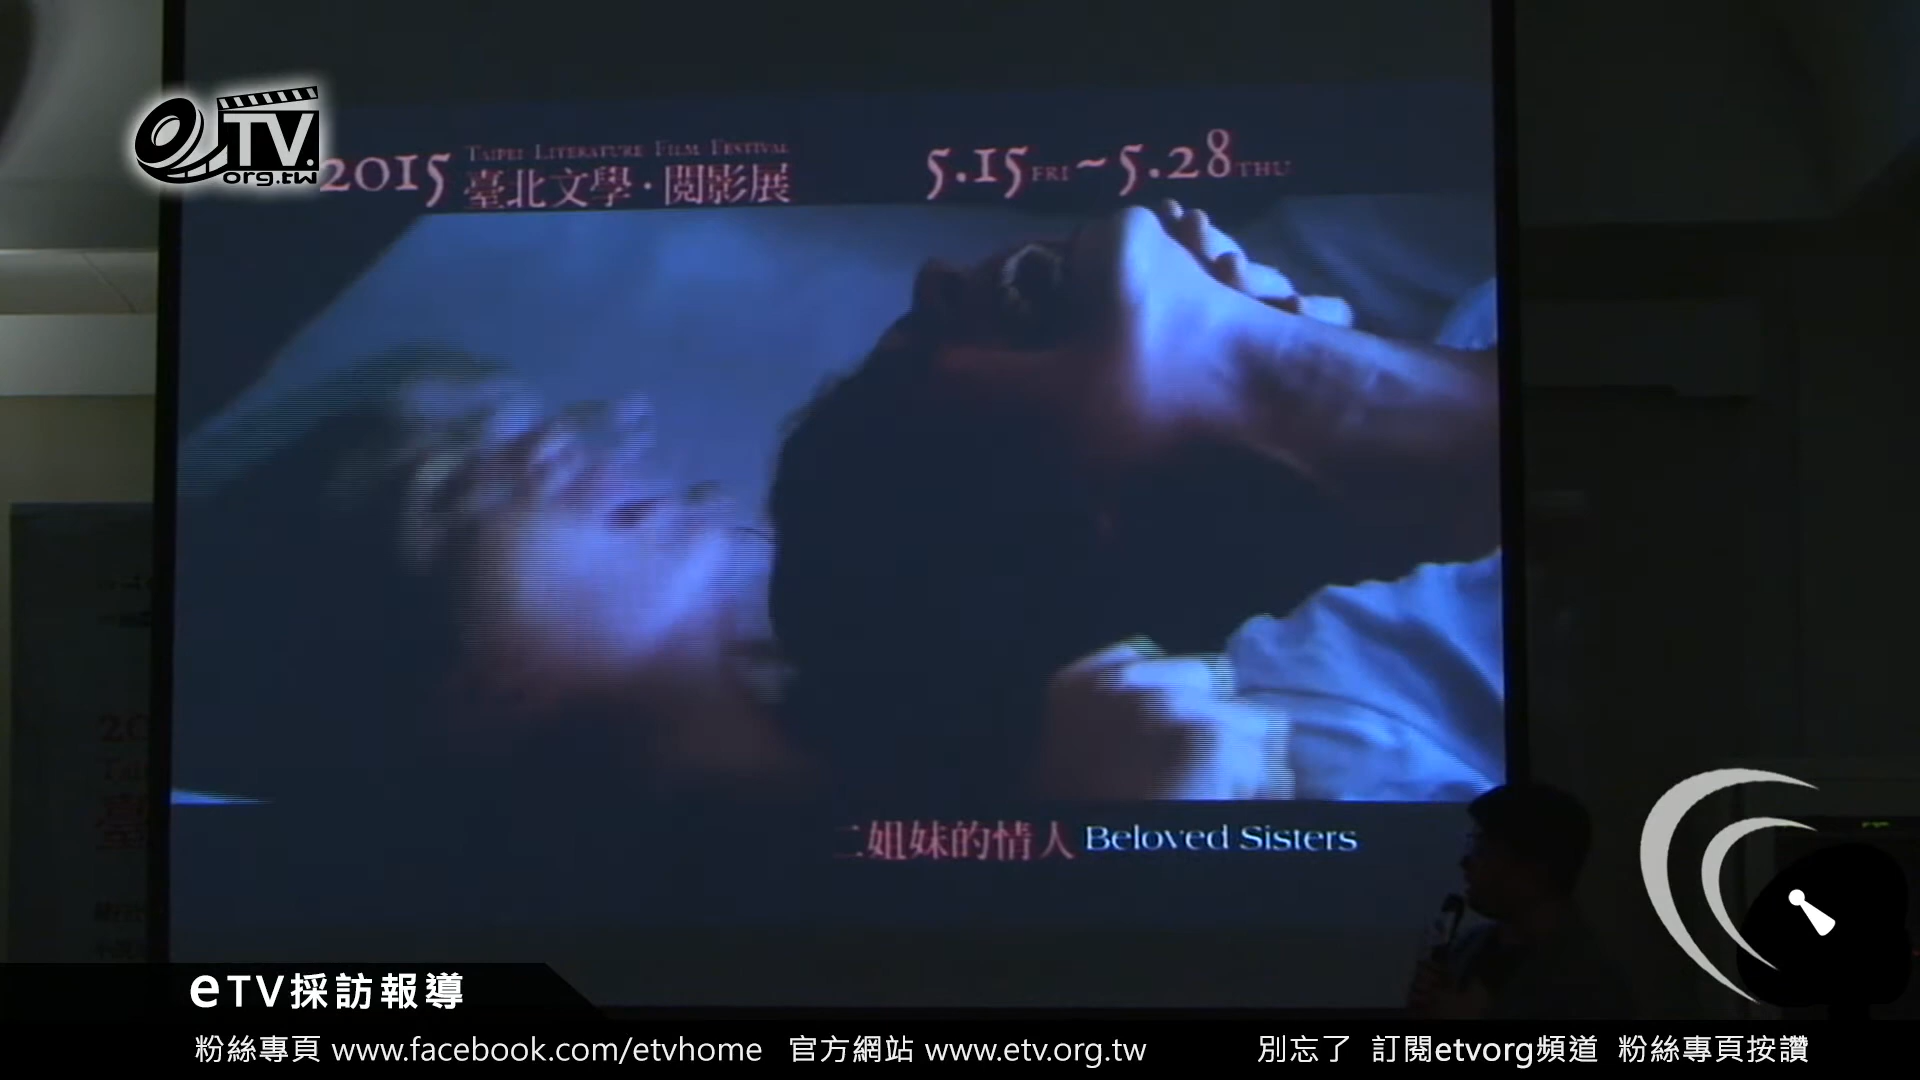 eTV.
org.tw
2015 TAIPEI LITERATURE FILM FESTIVAL
臺北文學·閱影展
5.15 FRI ~ 5.28 THU
二姐妹的情人 Beloved Sisters
eTV採訪報導
粉絲專頁 www.facebook.com/etvhome 官方網站 www.etv.org.tw 別忘了 訂閱etvorg頻道 粉絲專頁按讚